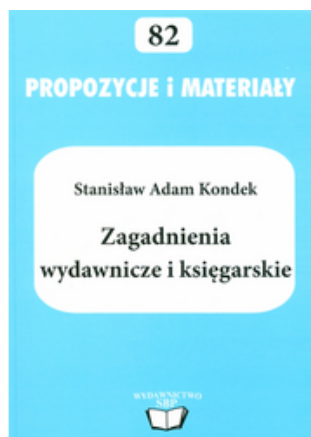 82
PROPOZYCJE i MATERIAŁY
Stanisław Adam Kondek
Zagadnienia
wydawnicze i księgarskie
WYDAWNICTWO
SBP